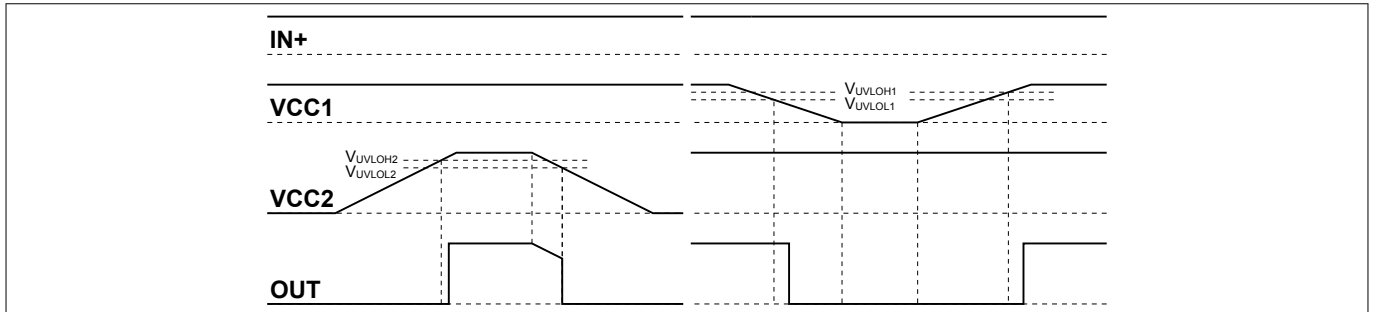 IN+
VCC1
VUVLOH1
VUVLOL1
VUVLOH2
VUVLOL2
VCC2
OUT